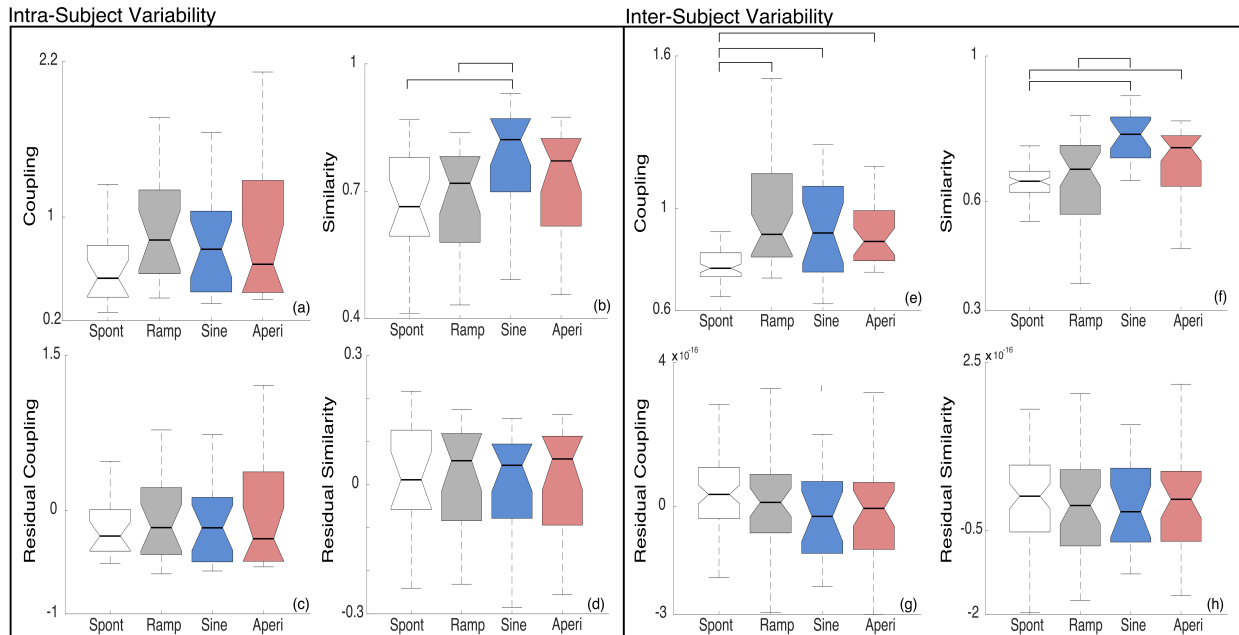 Intra-Subject Variability
Inter-Subject Variability
2.2
1
0.2
Coupling
Spont Ramp Sine Aperi
(a)
1
0.7
0.4
Similarity
Spont Ramp Sine Aperi
(b)
1.6
1
0.6
Coupling
Spont Ramp Sine Aperi
(e)
1
0.6
0.3
Similarity
Spont Ramp Sine Aperi
(f)
1.5
0
-1
Residual Coupling
Spont Ramp Sine Aperi
(c)
0.3
0
-0.3
Residual Similarity
Spont Ramp Sine Aperi
(d)
4 x10^-16
0
-3
Residual Coupling
Spont Ramp Sine Aperi
(g)
2.5 x10^-16
-0.5
-2
Residual Similarity
Spont Ramp Sine Aperi
(h)